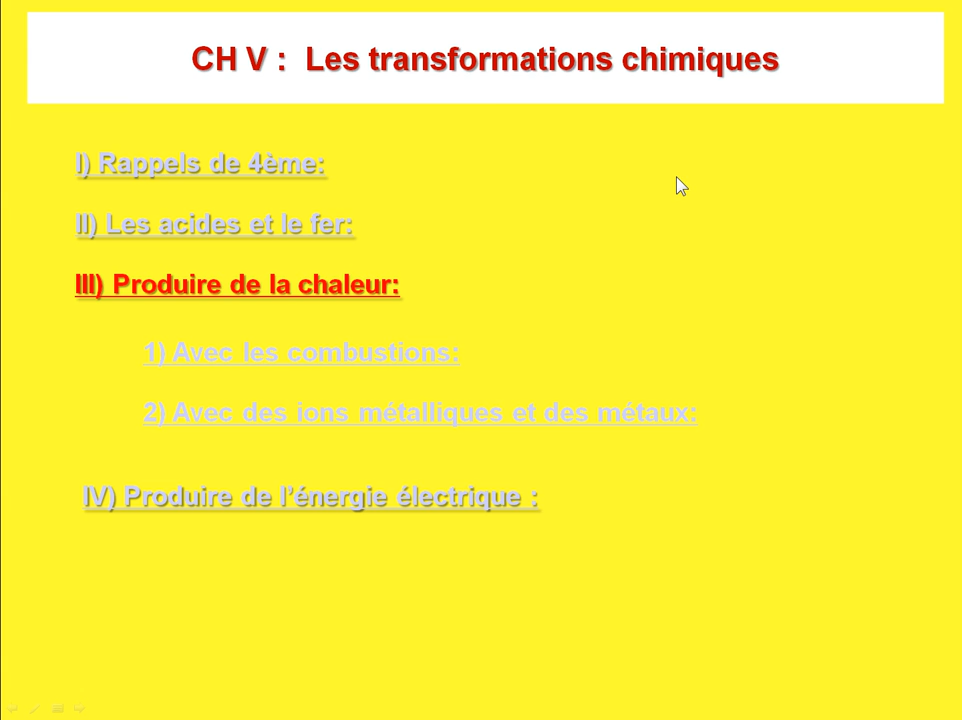 CH V : Les transformations chimiques
I) Rappels de 4ème:
II) Les acides et le fer:
III) Produire de la chaleur:
1) Avec les combustions:
2) Avec des ions métalliques et des métaux:
IV) Produire de l’énergie électrique :